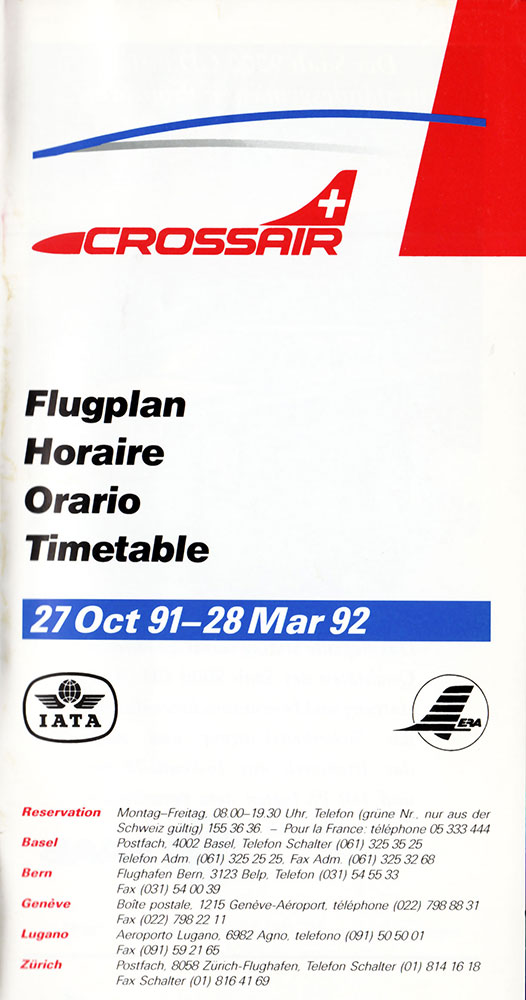 CROSSAIR
Flugplan
Horaire
Orario
Timetable
27 Oct 91–28 Mar 92
IATA
ERA
Reservation Montag–Freitag, 08.00–19.30 Uhr, Telefon (grüne Nr., nur aus der
Schweiz gültig) 155 36 36. – Pour la France: téléphone 05 333 444
Basel Postfach, 4002 Basel, Telefon Schalter (061) 325 35 25
Telefon Adm. (061) 325 25 25, Fax Adm. (061) 325 32 68
Bern Flughafen Bern, 3123 Belp, Telefon (031) 54 55 33
Fax (031) 54 00 39
Genève Boîte postale, 1215 Genève-Aéroport, téléphone (022) 798 88 31
Fax (022) 798 22 11
Lugano Aeroporto Lugano, 6982 Agno, telefono (091) 50 50 01
Fax (091) 59 21 65
Zürich Postfach, 8058 Zürich-Flughafen, Telefon Schalter (01) 814 16 18
Fax Schalter (01) 816 41 69